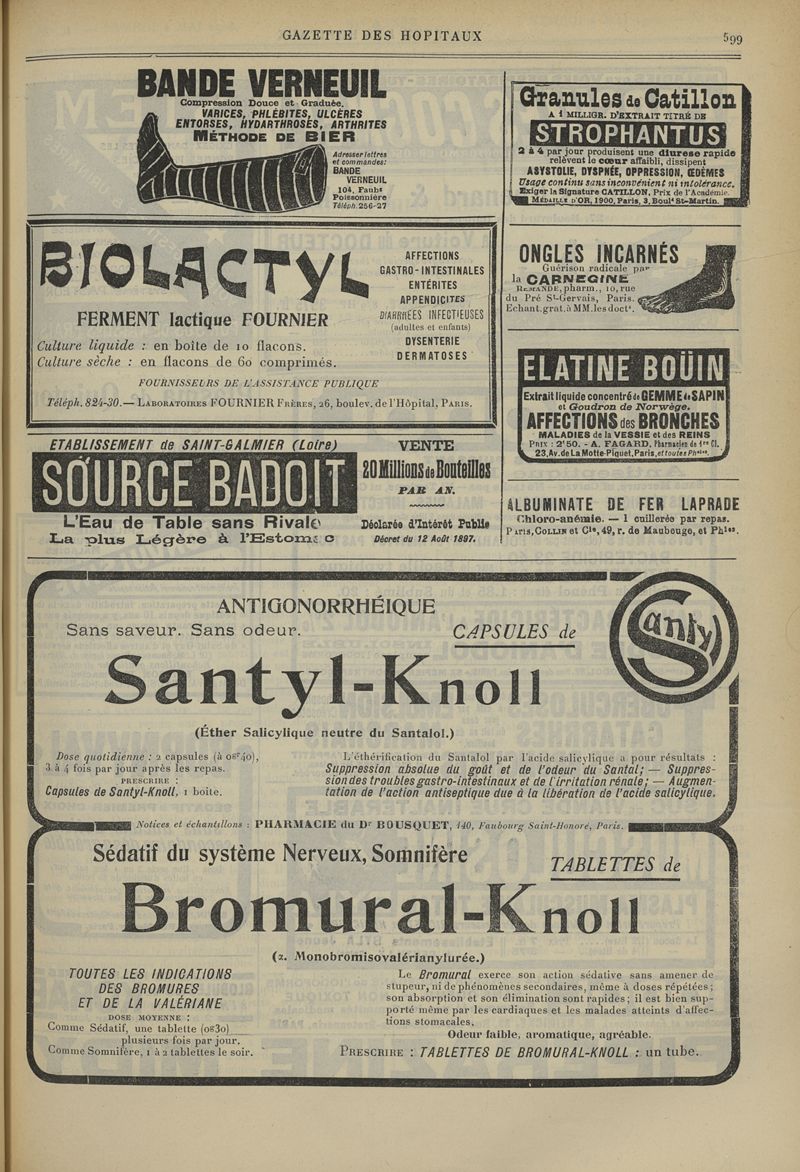 GAZETTE DES HOPITAUX
599
BANDE VERNEUIL
Compression Douce et Graduée.
VARICES, PHLÉBITES, ULCÈRES
ENTORSES, HYDARTHROSES, ARTHRITES
MÉTHODE DE BIER
Adresser lettres
et commandes:
BANDE
VERNEUIL
104, Faubg
Poissonnière
Téléph. 256-27
BIOLACTYL
FERMENT lactique FOURNIER
Culture liquide : en boîte de 10 flacons.
Culture sèche : en flacons de 60 comprimés.
AFFECTIONS
GASTRO-INTESTINALES
ENTÉRITES
APPENDICITES
DIARRHÉES INFECTIEUSES
(adultes et enfants)
DYSENTERIE
DERMATOSES
FOURNISSEURS DE L'ASSISTANCE PUBLIQUE
Téléph. 824-30. — LABORATOIRES FOURNIER FRÈRES, 26, boulev. de l'Hôpital, PARIS.
ETABLISSEMENT de SAINT-GALMIER (Loire)
SOURCE BADOIT
L'Eau de Table sans Rivale
La plus Légère à l'Estomac
VENTE
20 Millions de Bouteilles
PAR AN.
Déclarée d'Intérêt Public
Décret du 12 Août 1897.
Granules de Catillon
A 1 MILLIGR. D'EXTRAIT TITRÉ DE
STROPHANTUS
2 à 4 par jour produisent une diurese rapide
relèvent le cœur affaibli, dissipent
ASYSTOLIE, DYSPNÉE, OPPRESSION, ŒDÈMES
Usage continu sans inconvénient ni intolérance.
Exiger la Signature CATILLON, Prix de l'Académie.
MÉDAILLE D'OR, 1900, Paris, 3, Boulᵈ St-Martin.
ONGLES INCARNÉS
Guérison radicale par
la CARNEGINE
REMANDE, pharm., 10, rue
du Pré St-Gervais, Paris.
Echant. grat. à MM. les doctʳˢ.
ELATINE BOÜIN
Extrait liquide concentré de GEMME de SAPIN
et Goudron de Norwège.
AFFECTIONS des BRONCHES
MALADIES de la VESSIE et des REINS
PRIX : 2f 50. - A. FAGARD, Pharmacien de 1re Cl.
23, Av. de La Motte-Piquet, Paris, et toutes Phcies.
ALBUMINATE DE FER LAPRADE
Chloro-anémie. — 1 cuillerée par repas.
Paris, COLLIN et Cie, 49, r. de Maubeuge, et Phies.
ANTIGONORRHÉIQUE
Sans saveur. Sans odeur.
CAPSULES de
Santyl
Santyl-Knoll
(Éther Salicylique neutre du Santalol.)
Dose quotidienne : 2 capsules (à 0gr40),
3 à 4 fois par jour après les repas.
PRESCRIRE :
Capsules de Santyl-Knoll, 1 boîte.
L'éthérification du Santalol par l'acide salicylique a pour résultats :
Suppression absolue du goût et de l'odeur du Santal; — Suppres-
sion des troubles gastro-intestinaux et de l'irritation rénale; — Augmen-
tation de l'action antiseptique due à la libération de l'acide salicylique.
Notices et échantillons : PHARMACIE du Dr BOUSQUET, 140, Faubourg Saint-Honoré, Paris.
Sédatif du système Nerveux, Somnifère
TABLETTES de
Bromural-Knoll
(2. Monobromisovalérianylurée.)
TOUTES LES INDICATIONS
DES BROMURES
ET DE LA VALÉRIANE
DOSE MOYENNE :
Comme Sédatif, une tablette (0g30)
plusieurs fois par jour.
Comme Somnifère, 1 à 2 tablettes le soir.
Le Bromural exerce son action sédative sans amener de
stupeur, ni de phénomènes secondaires, même à doses répétées;
son absorption et son élimination sont rapides; il est bien sup-
porté même par les cardiaques et les malades atteints d'affec-
tions stomacales,
Odeur faible, aromatique, agréable.
PRESCRIRE : TABLETTES DE BROMURAL-KNOLL : un tube.